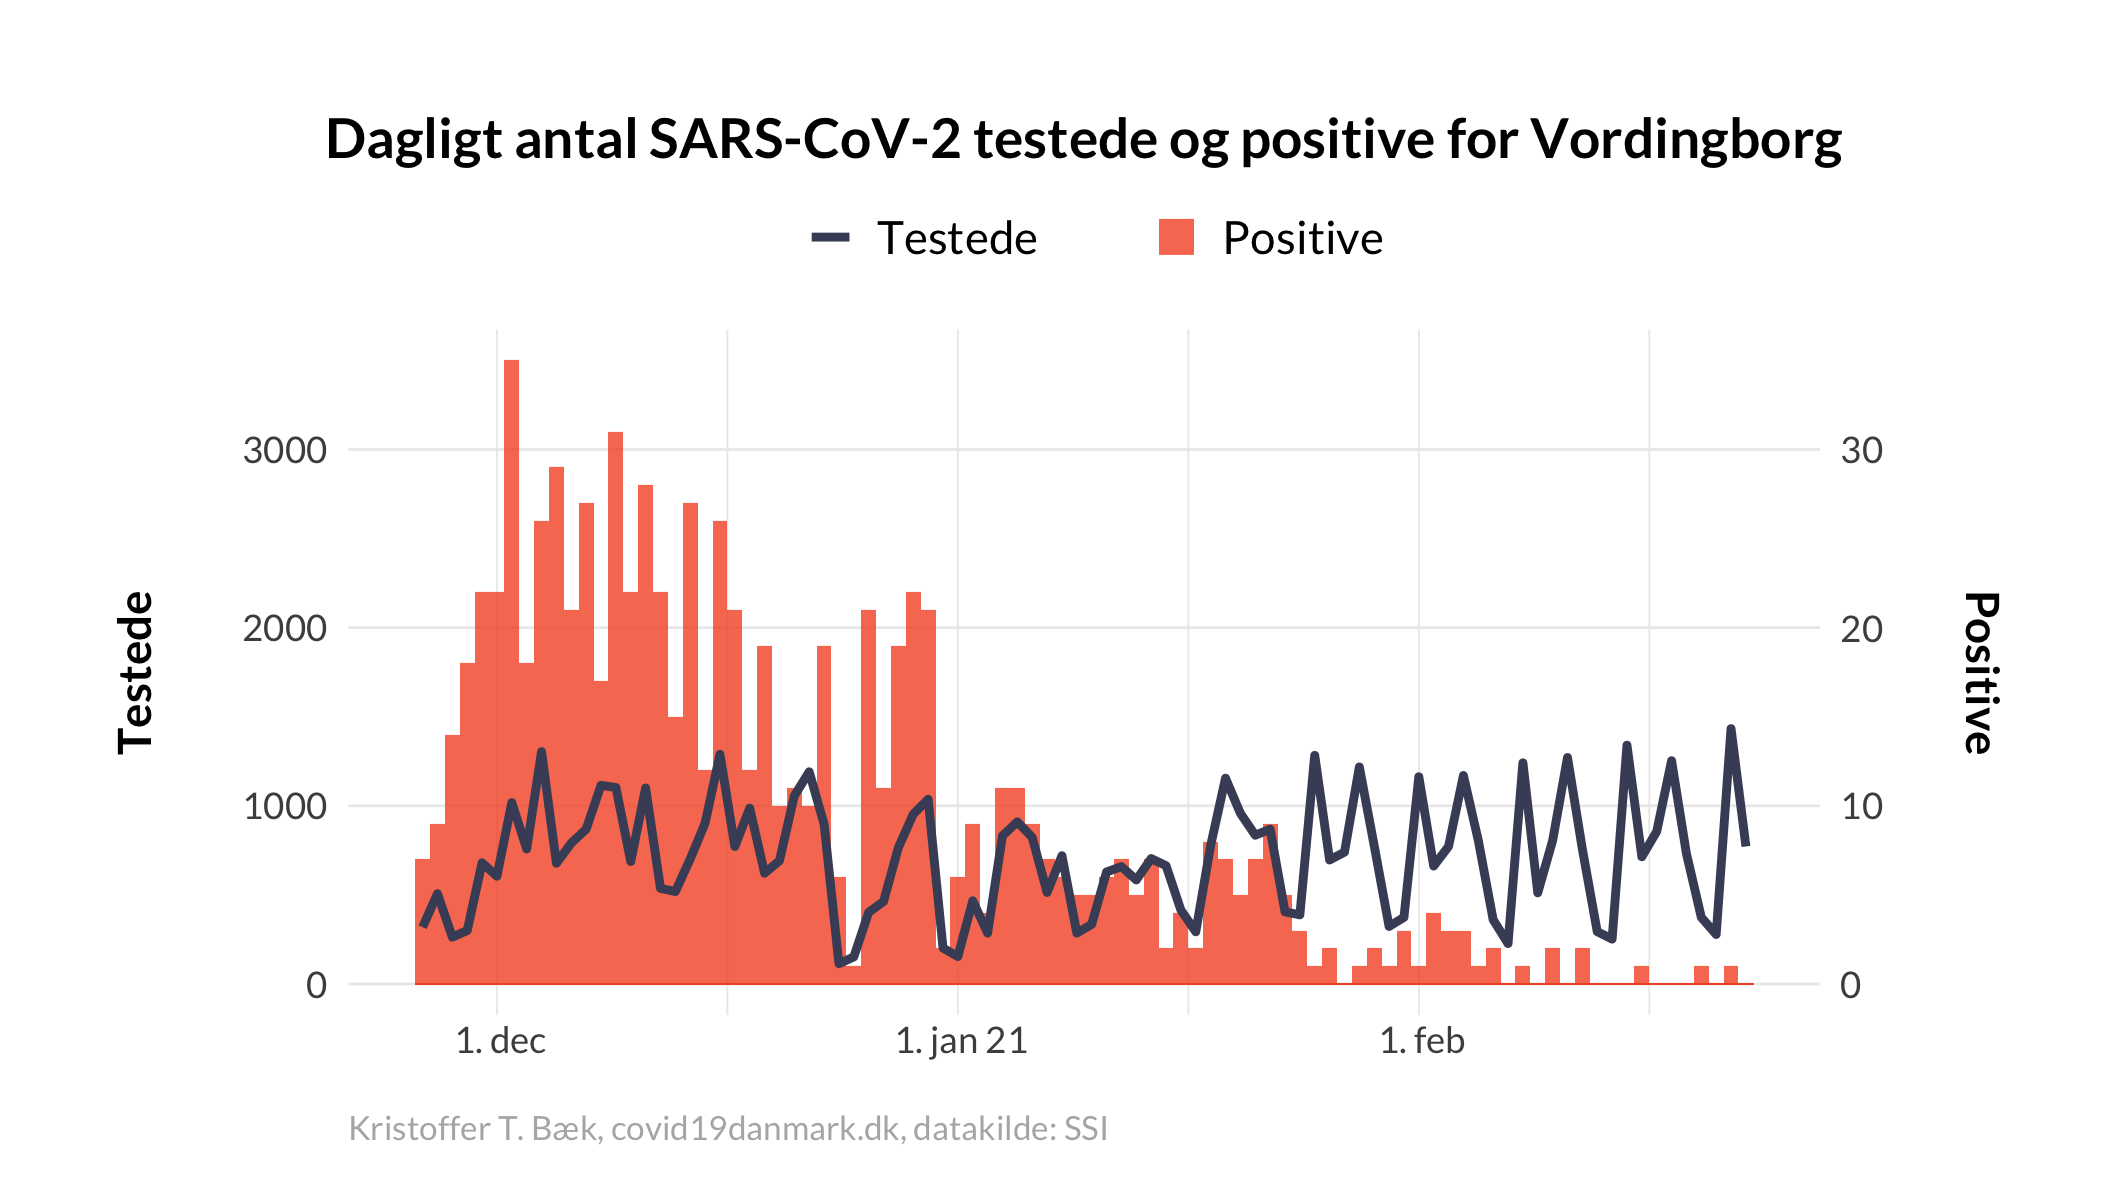 Dagligt antal SARS-CoV-2 testede og positive for Vordingborg
Testede
Positive
3000
2000
1000
0
30
20
10
0
Testede
Positive
1. dec
1. jan 21
1. feb
Kristoffer T. Bæk, covid19danmark.dk, datakilde: SSI